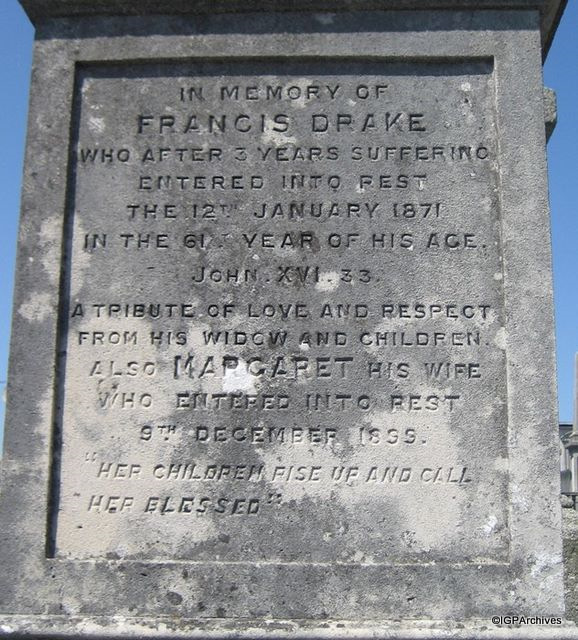 IN MEMORY OF
FRANCIS DRAKE
WHO AFTER 3 YEARS SUFFERING
ENTERED INTO REST
THE 12TH JANUARY 1871
IN THE 61ST YEAR OF HIS AGE.
JOHN. XVI. 33.
A TRIBUTE OF LOVE AND RESPECT
FROM HIS WIDOW AND CHILDREN.
ALSO MARGARET HIS WIFE
WHO ENTERED INTO REST
9TH DECEMBER 1899.
"HER CHILDREN RISE UP AND CALL
HER BLESSED"
©IGPArchives